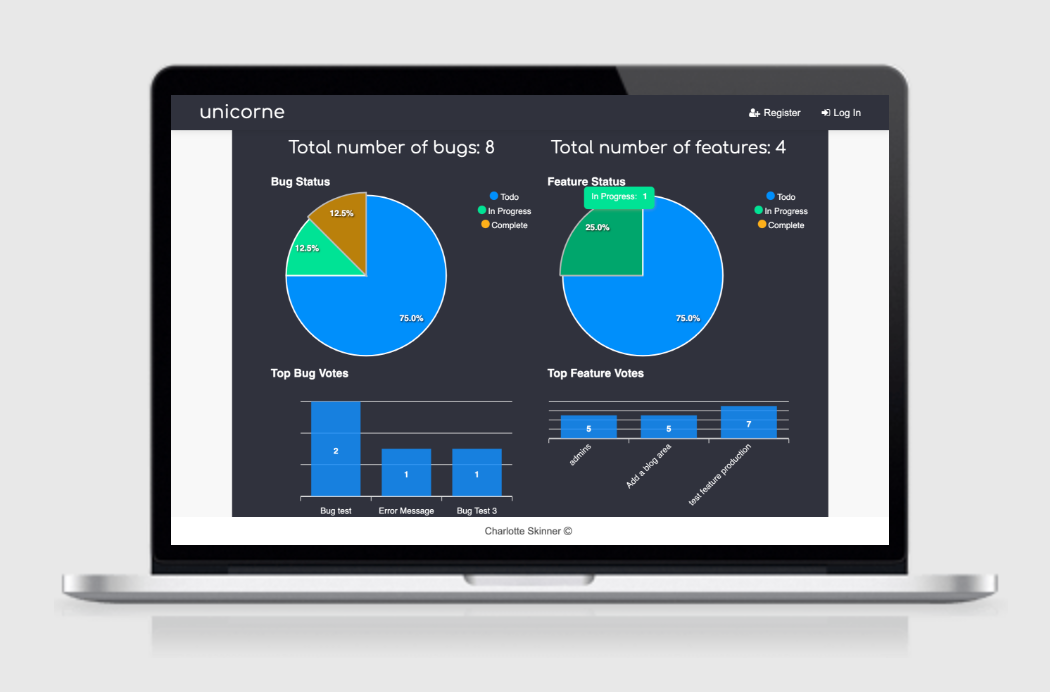 unicorne
Register
Log In
Total number of bugs: 8
Total number of features: 4
Bug Status
Todo
In Progress
Complete
12.5%
12.5%
75.0%
Feature Status
In Progress: 1
Todo
In Progress
Complete
25.0%
75.0%
Top Bug Votes
2
1
1
Bug test
Error Message
Bug Test 3
Top Feature Votes
5
5
7
admins
Add a blog area
test feature production
Charlotte Skinner ©